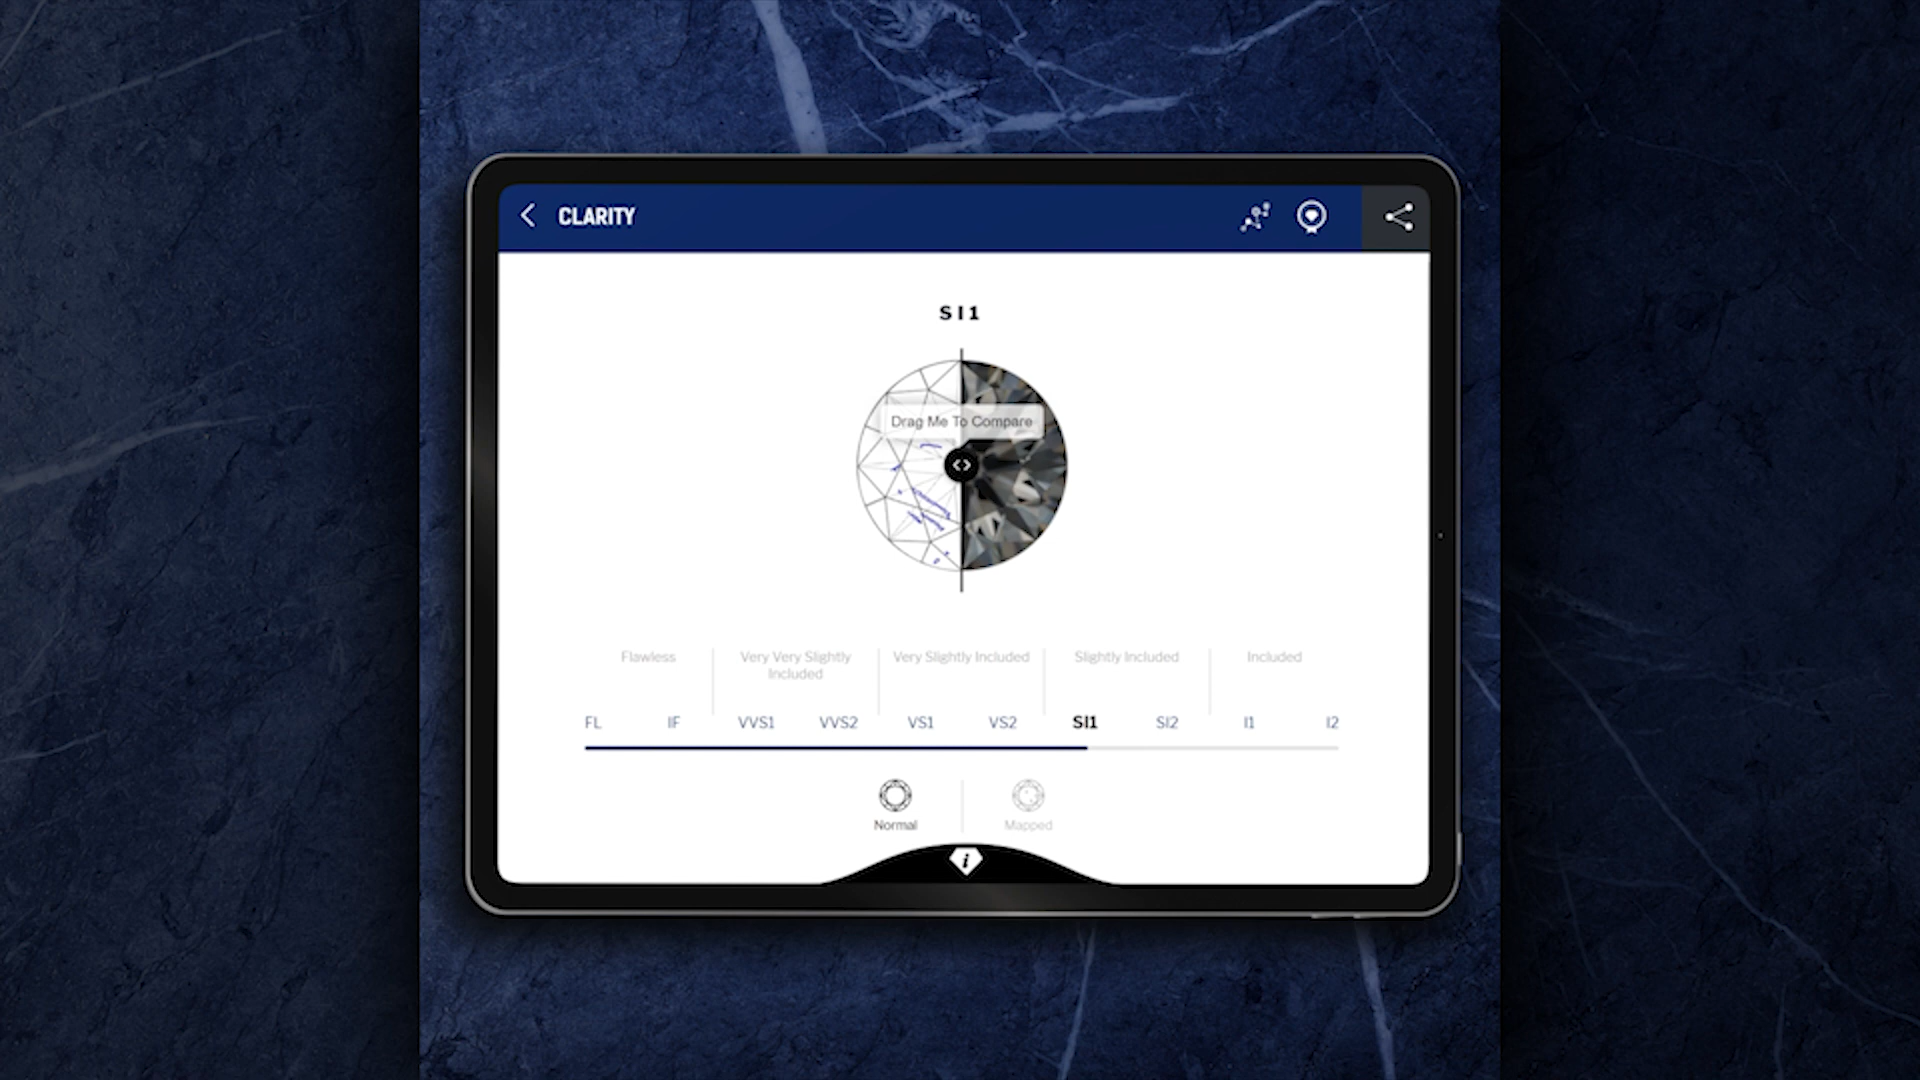 CLARITY
SI1
Drag Me To Compare
Flawless
Very Very Slightly
Included
Very Slightly Included
Slightly Included
Included
FL IF VVS1 VVS2 VS1 VS2 SI1 SI2 I1 I2
Normal
Mapped
i